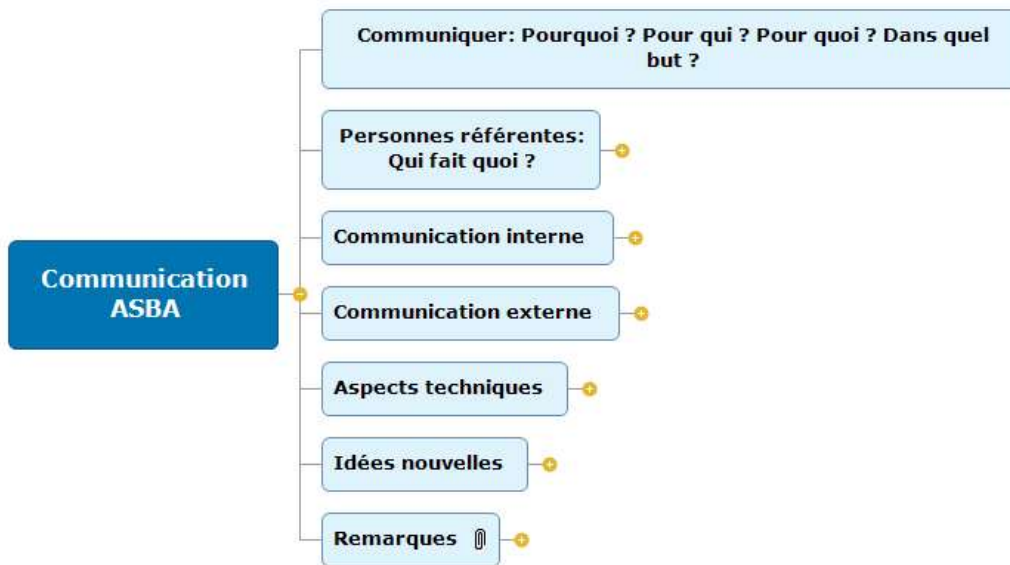 Communiquer: Pourquoi ? Pour qui ? Pour quoi ? Dans quel
but ?
Personnes référentes:
Qui fait quoi ?
Communication interne
Communication
ASBA
Communication externe
Aspects techniques
Idées nouvelles
Remarques